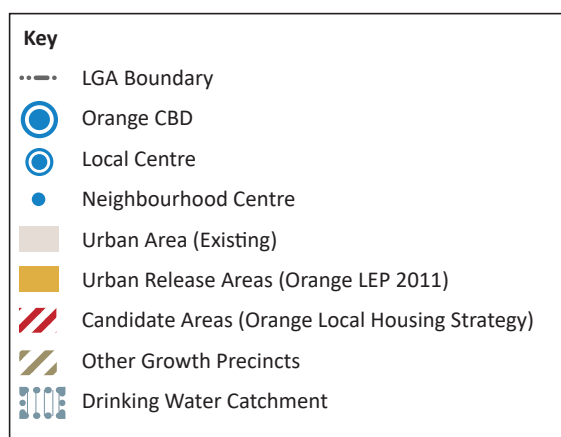 Key
LGA Boundary
Orange CBD
Local Centre
Neighbourhood Centre
Urban Area (Existing)
Urban Release Areas (Orange LEP 2011)
Candidate Areas (Orange Local Housing Strategy)
Other Growth Precincts
Drinking Water Catchment